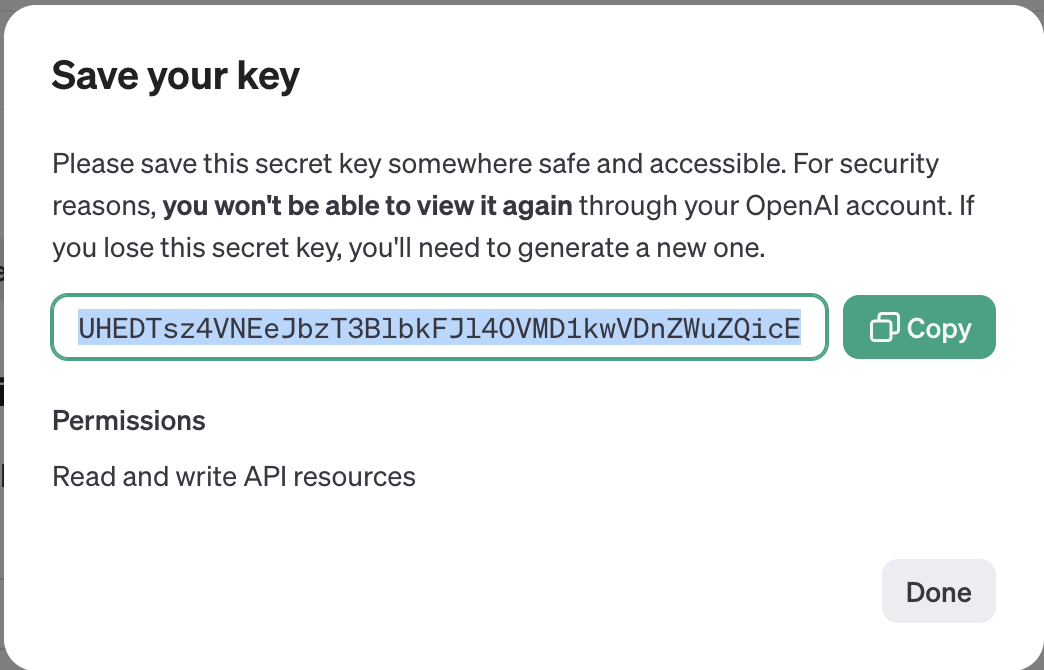 Save your key
Please save this secret key somewhere safe and accessible. For security
reasons, you won't be able to view it again through your OpenAI account. If
you lose this secret key, you'll need to generate a new one.
UHEDTsz4VNEeJbzT3BlbkFJl4OVMD1kwVDnZWuZQicE
Copy
Permissions
Read and write API resources
Done